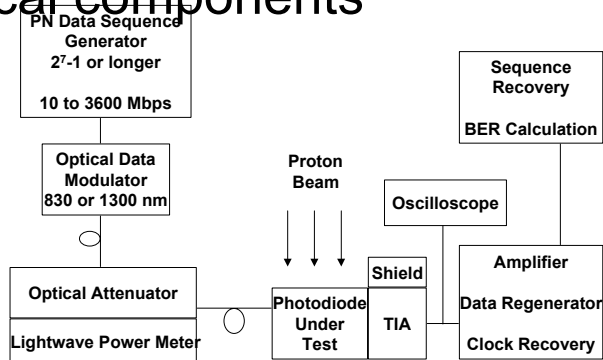 components
PN Data Sequence
Generator
2⁷-1 or longer
10 to 3600 Mbps
Optical Data
Modulator
830 or 1300 nm
Optical Attenuator
Lightwave Power Meter
Proton
Beam
Photodiode
Under
Test
Shield
TIA
Oscilloscope
Sequence
Recovery
BER Calculation
Amplifier
Data Regenerator
Clock Recovery